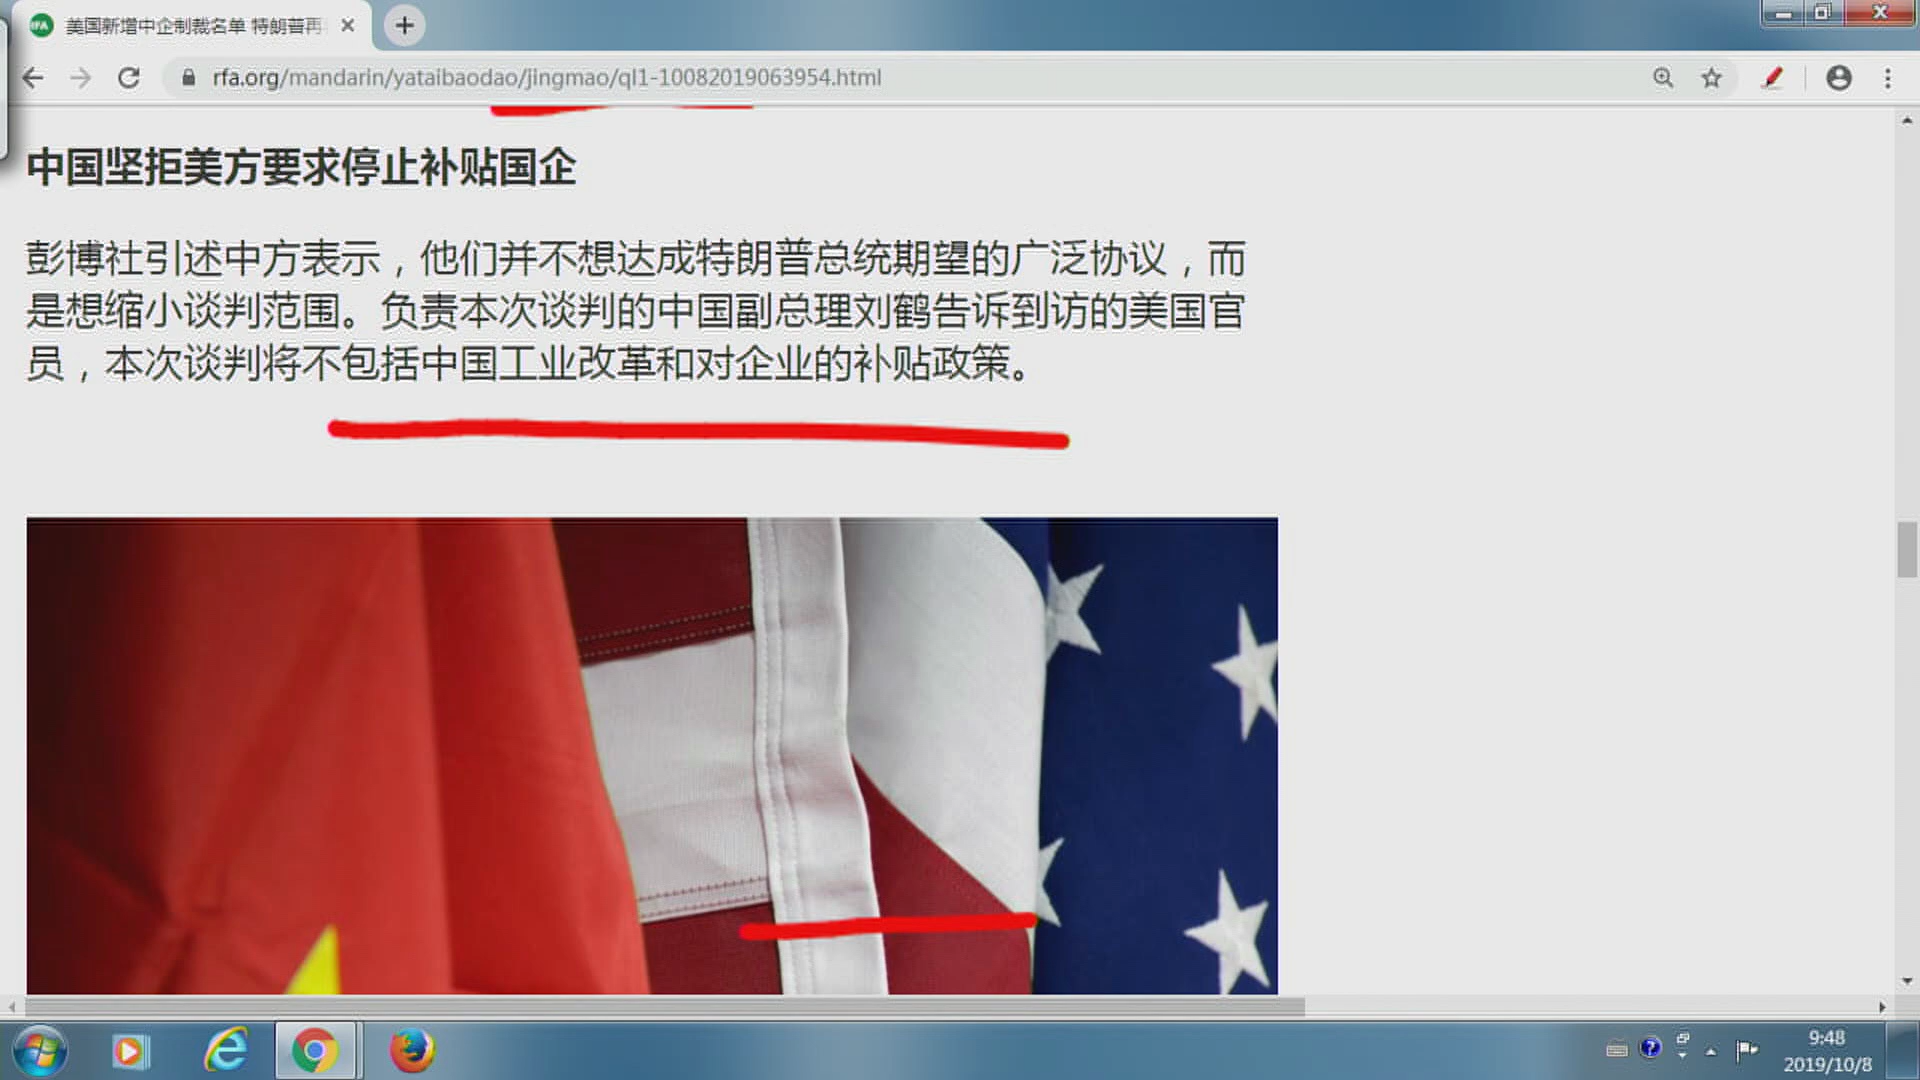 美国新增中企制裁名单 特朗普再
rfa.org/mandarin/yataibaodao/jingmao/ql1-10082019063954.html
中国坚拒美方要求停止补贴国企
彭博社引述中方表示，他们并不想达成特朗普总统期望的广泛协议，而
是想缩小谈判范围。负责本次谈判的中国副总理刘鹤告诉到访的美国官
员，本次谈判将不包括中国工业改革和对企业的补贴政策。
9:48
2019/10/8